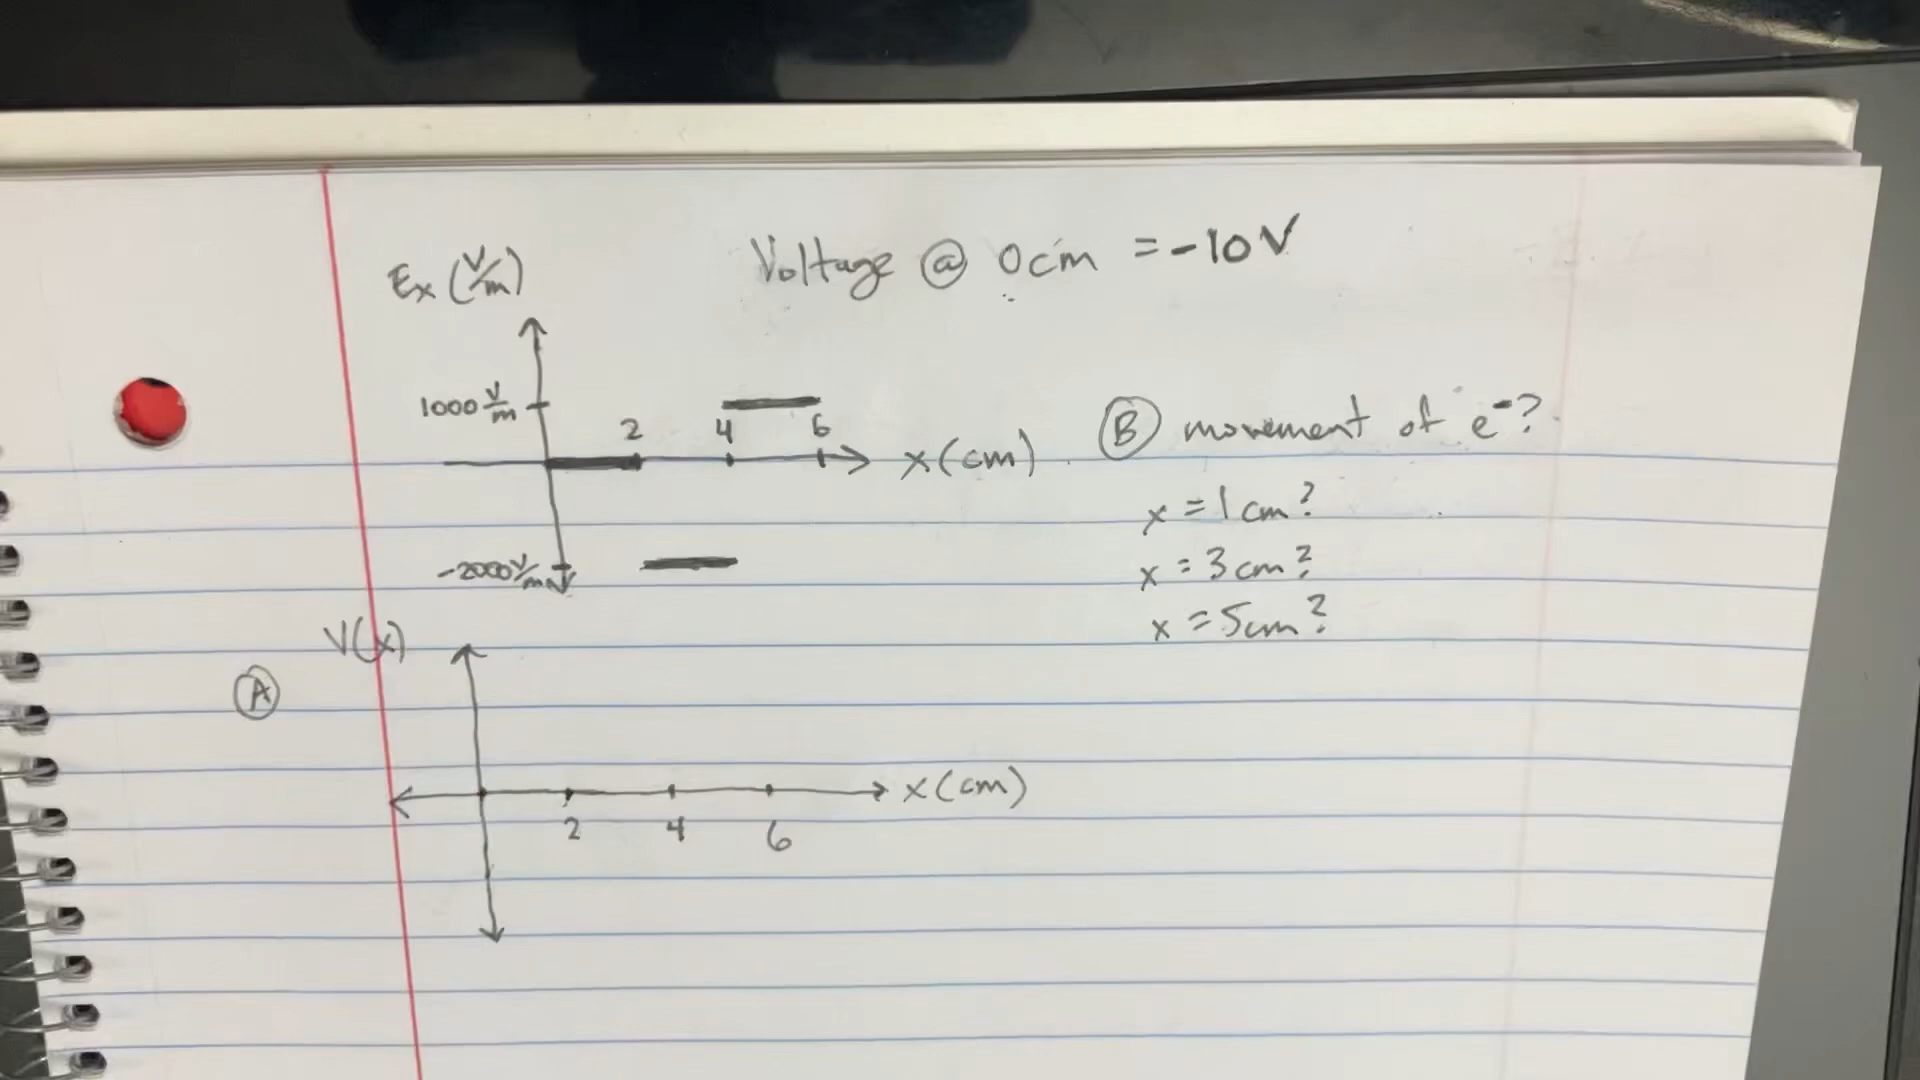 Voltage @ 0cm = -10V
Ex (V/m)
1000 V/m
2 4 6
x(cm)
-2000 V/m
(B) movement of e⁻?
x = 1cm?
x = 3cm?
x = 5cm?
(A)
V(x)
x(cm)
2 4 6